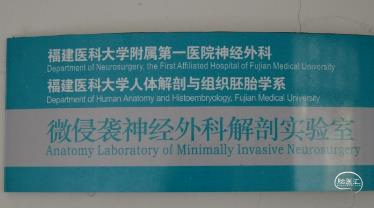 福建医科大学附属第一医院神经外科
Department of Neurosurgery, the First Affiliated Hospital of Fujian Medical University
福建医科大学人体解剖与组织胚胎学系
Department of Human Anatomy and Histoembryology, Fujian Medical University
微侵袭神经外科解剖实验室
Anatomy Laboratory of Minimally Invasive Neurosurgery
脑医汇